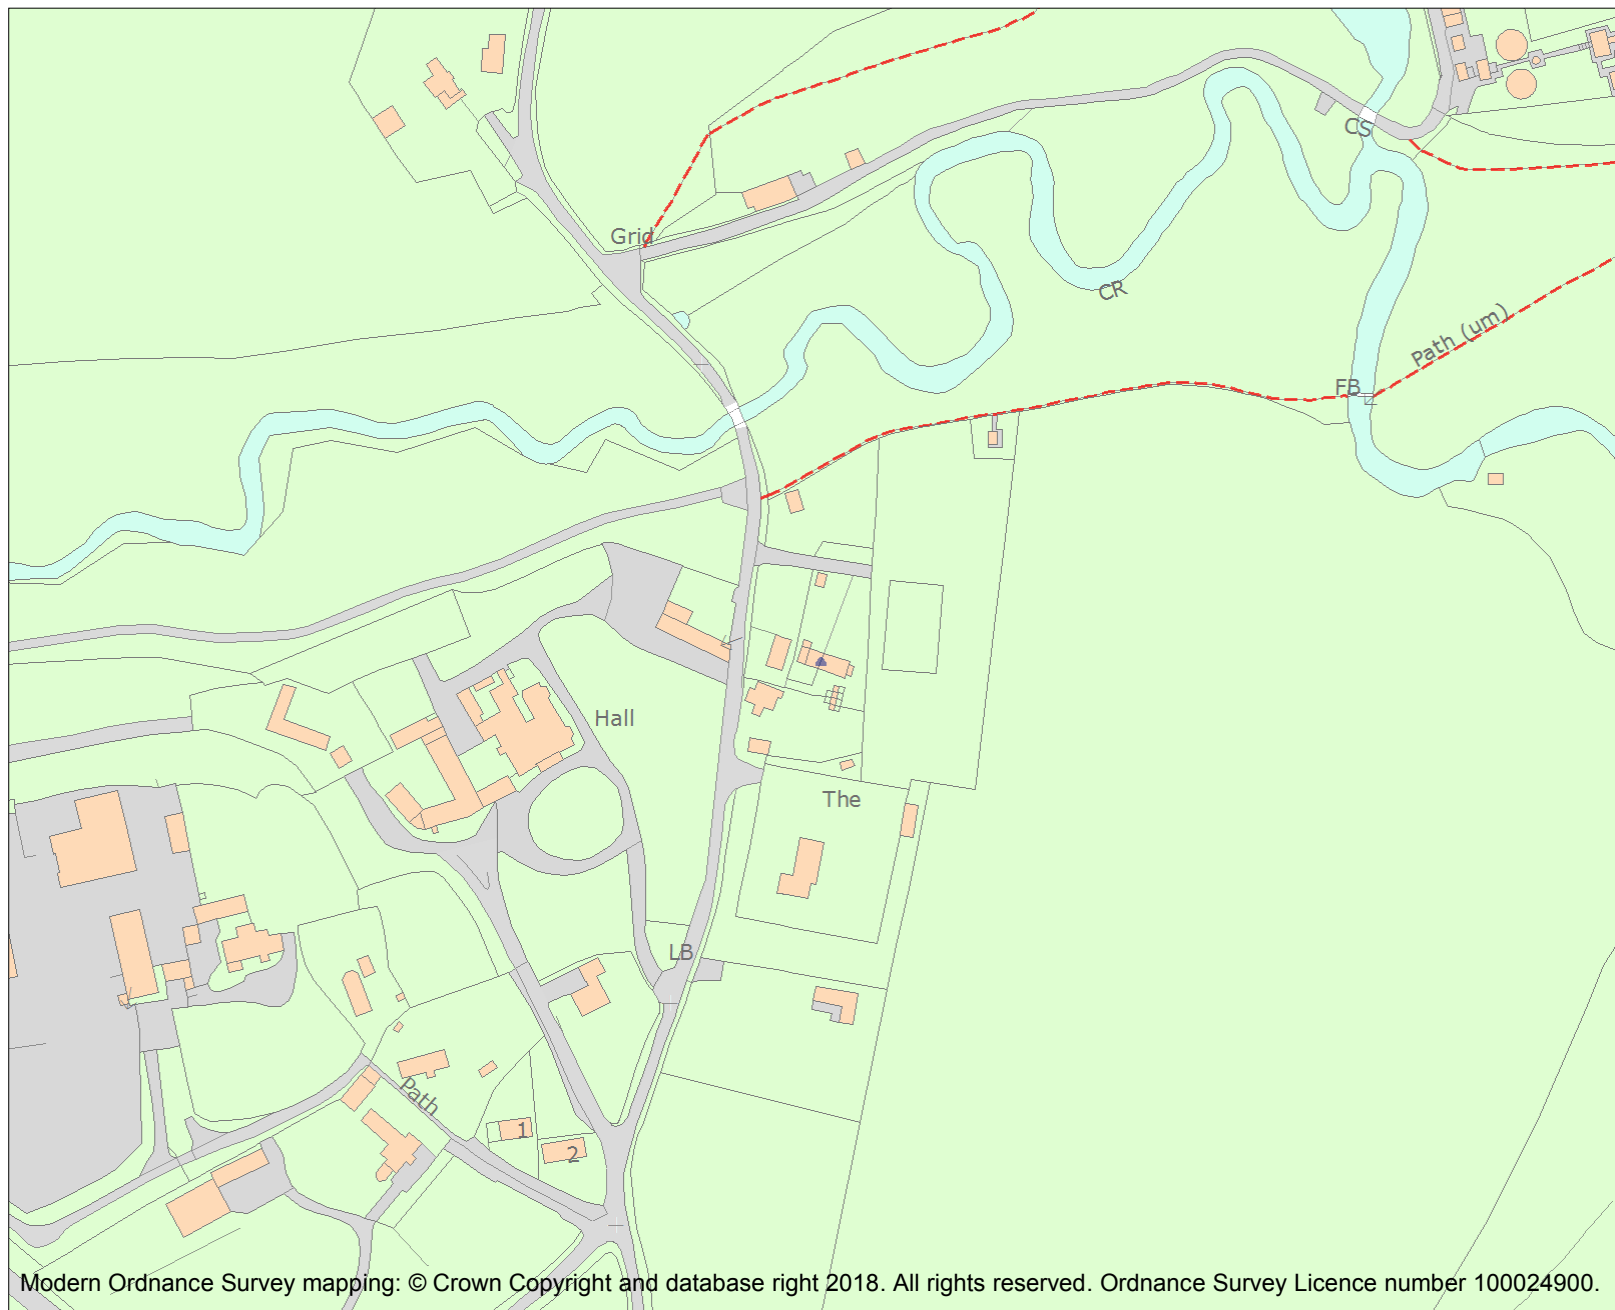 CS
Grid
CR
Path (um)
FB
Hall
The
LB
Path
1
2
Modern Ordnance Survey mapping: © Crown Copyright and database right 2018. All rights reserved. Ordnance Survey Licence number 100024900.